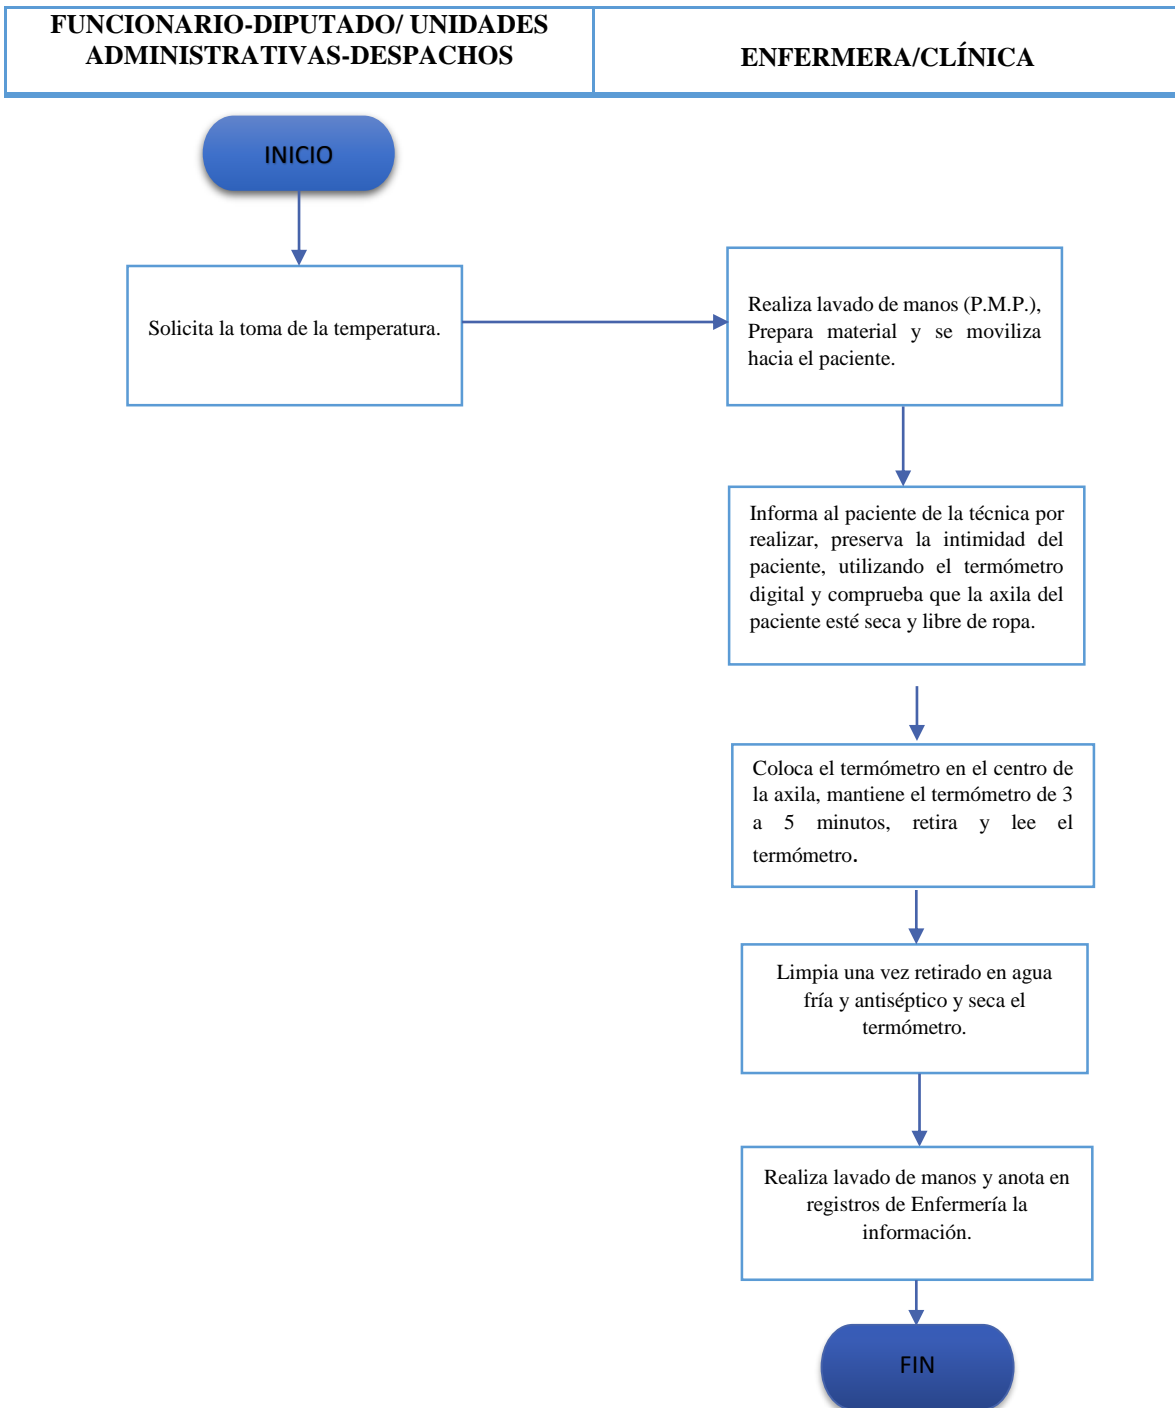 FUNCIONARIO-DIPUTADO/ UNIDADES
ADMINISTRATIVAS-DESPACHOS
ENFERMERA/CLÍNICA
INICIO
Solicita la toma de la temperatura.
Realiza lavado de manos (P.M.P.),
Prepara material y se moviliza
hacia el paciente.
Informa al paciente de la técnica por
realizar, preserva la intimidad del
paciente, utilizando el termómetro
digital y comprueba que la axila del
paciente esté seca y libre de ropa.
Coloca el termómetro en el centro de
la axila, mantiene el termómetro de 3
a 5 minutos, retira y lee el
termómetro.
Limpia una vez retirado en agua
fría y antiséptico y seca el
termómetro.
Realiza lavado de manos y anota en
registros de Enfermería la
información.
FIN